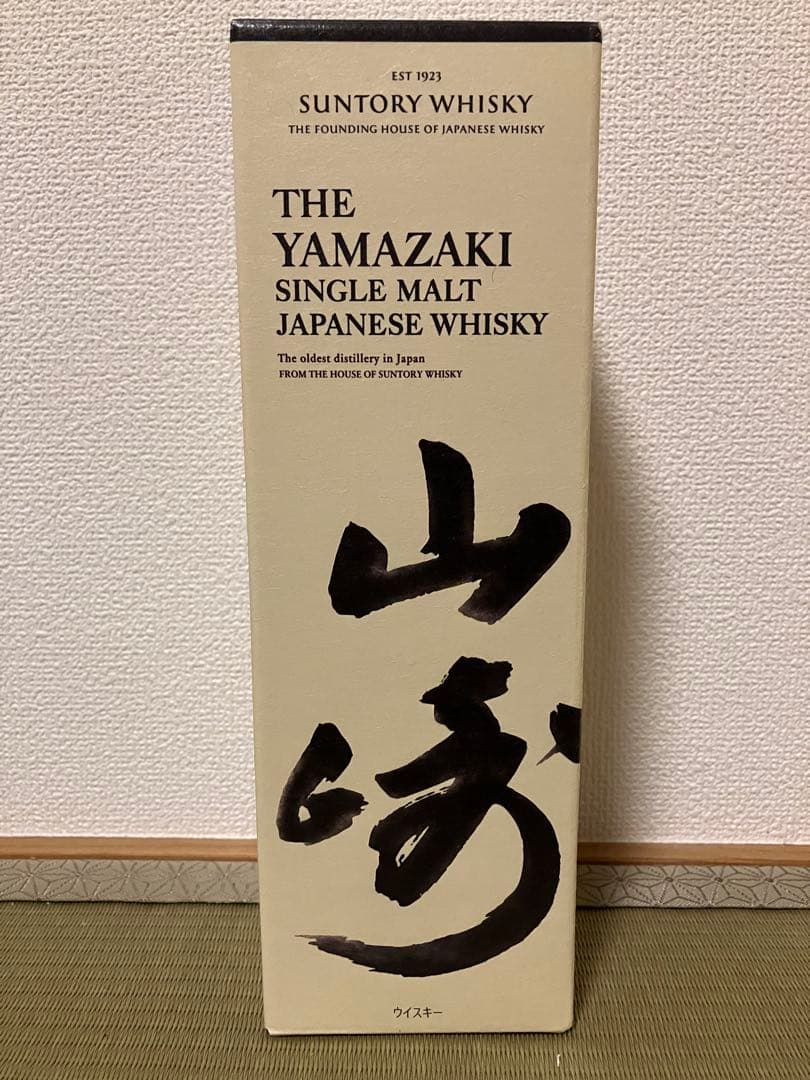 EST 1923
SUNTORY WHISKY
THE FOUNDING HOUSE OF JAPANESE WHISKY
THE
YAMAZAKI
SINGLE MALT
JAPANESE WHISKY
The oldest distillery in Japan
FROM THE HOUSE OF SUNTORY WHISKY
山
崎
ウイスキー